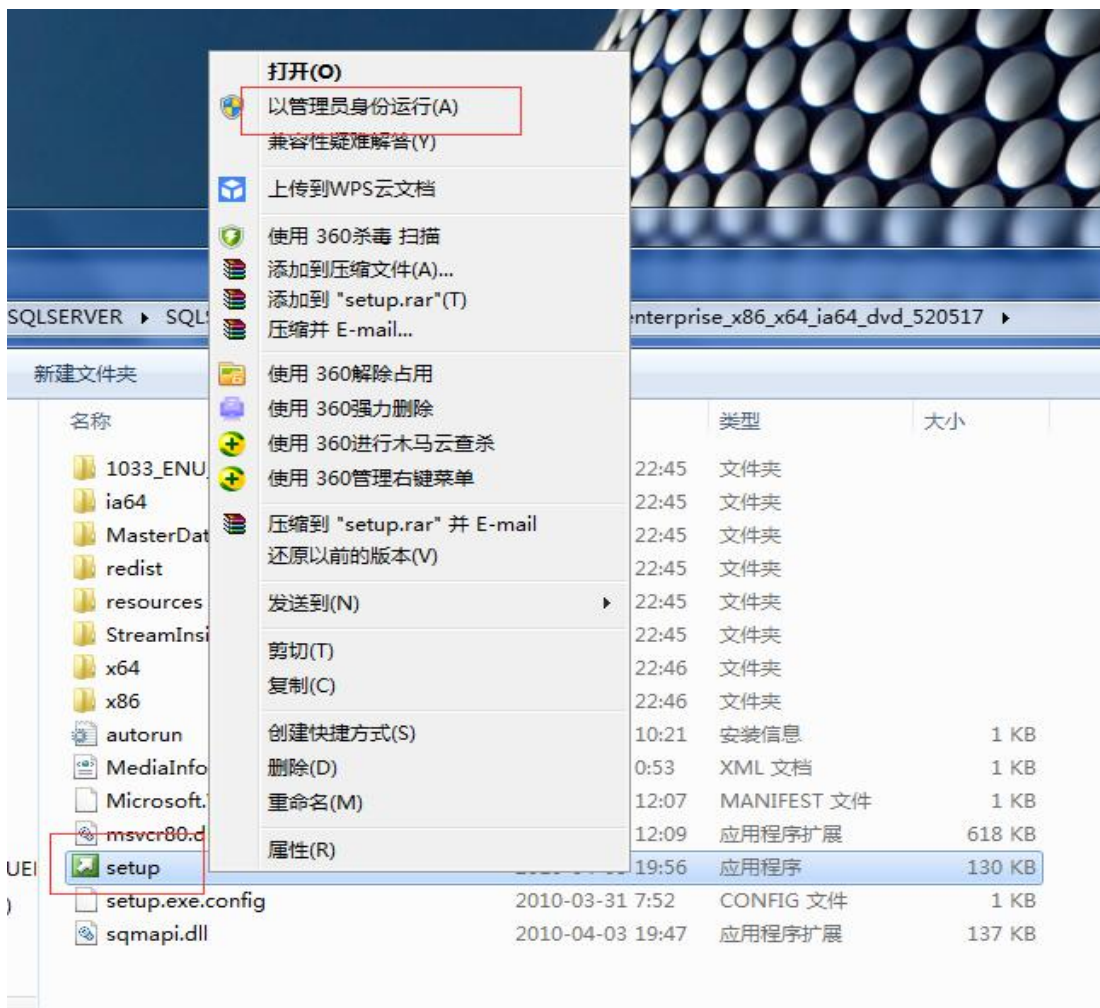 打开(O)
以管理员身份运行(A)
兼容性疑难解答(Y)
上传到WPS云文档
使用 360杀毒 扫描
添加到压缩文件(A)...
添加到 "setup.rar"(T)
压缩并 E-mail...
使用 360解除占用
使用 360强力删除
使用 360进行木马云查杀
使用 360管理右键菜单
压缩到 "setup.rar" 并 E-mail
还原以前的版本(V)
发送到(N)
剪切(T)
复制(C)
创建快捷方式(S)
删除(D)
重命名(M)
属性(R)
SQLSERVER ▸ SQL enterprise_x86_x64_ia64_dvd_520517 ▸
新建文件夹
名称 类型 大小
1033_ENU_ 22:45 文件夹
ia64 22:45 文件夹
MasterDat 22:45 文件夹
redist 22:45 文件夹
resources 22:45 文件夹
StreamInsi 22:45 文件夹
x64 22:46 文件夹
x86 22:46 文件夹
autorun 10:21 安装信息 1 KB
MediaInfo 0:53 XML 文档 1 KB
Microsoft. 12:07 MANIFEST 文件 1 KB
msvcr80.d 12:09 应用程序扩展 618 KB
setup 19:56 应用程序 130 KB
setup.exe.config 2010-03-31 7:52 CONFIG 文件 1 KB
sqmapi.dll 2010-04-03 19:47 应用程序扩展 137 KB